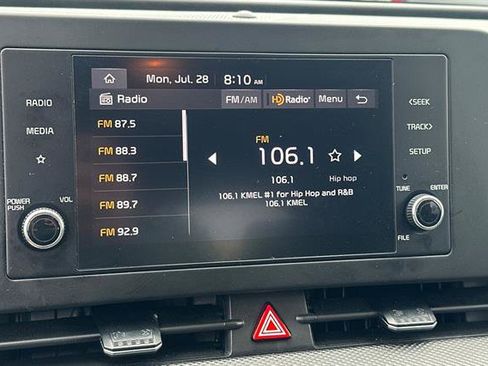 Mon, Jul. 28 8:10 AM
RADIO
MEDIA
POWER PUSH VOL
Radio FM/AM HD Radio Menu
FM 87.5
FM 88.3
FM 88.7
FM 89.7
FM 92.9
FM
106.1
106.1 Hip hop
106.1 KMEL #1 for Hip Hop and R&B
106.1 KMEL
<SEEK
TRACK>
SETUP
TUNE ENTER
FILE